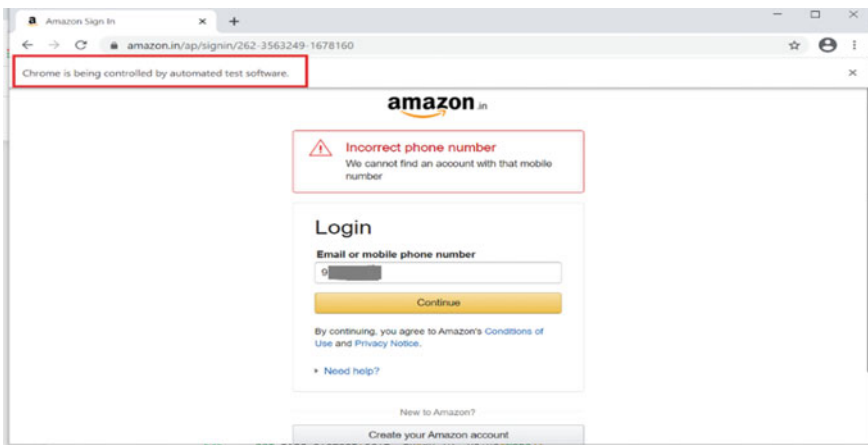 Amazon Sign In
amazon.in/ap/signin/262-3563249-1678160
Chrome is being controlled by automated test software.
amazon.in
Incorrect phone number
We cannot find an account with that mobile
number
Login
Email or mobile phone number
9
Continue
By continuing, you agree to Amazon's Conditions of
Use and Privacy Notice.
Need help?
New to Amazon?
Create your Amazon account